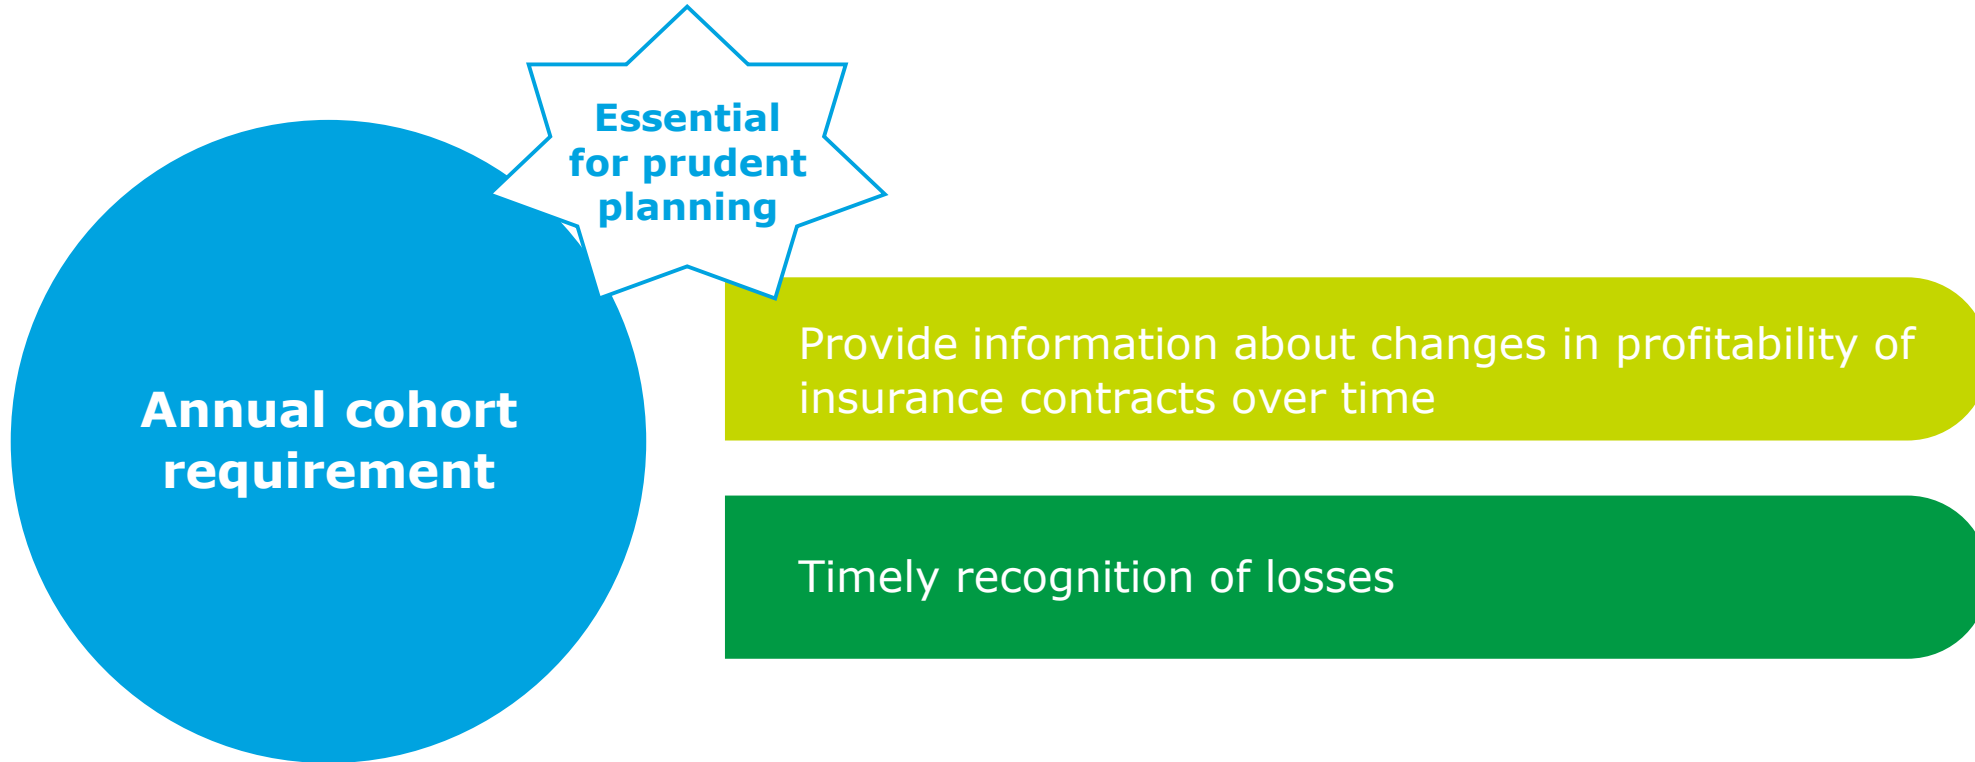 Essential
for prudent
planning
Annual cohort
requirement
Provide information about changes in profitability of
insurance contracts over time
Timely recognition of losses